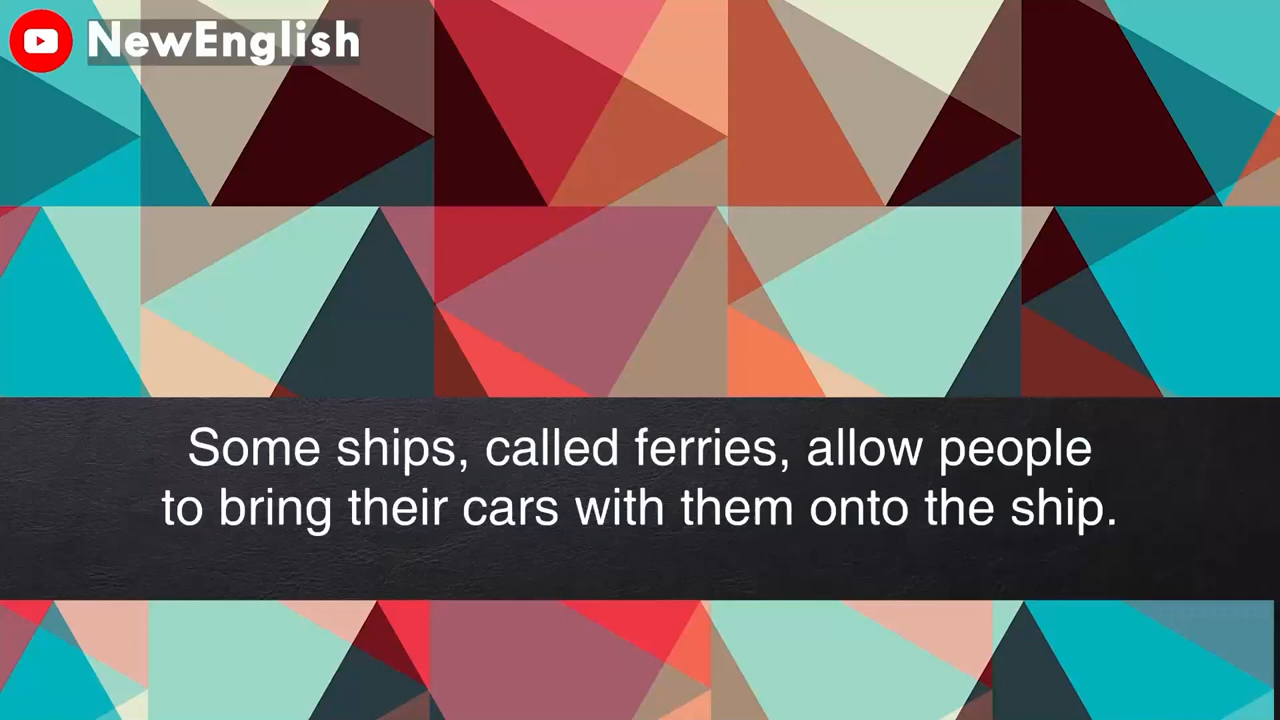 NewEnglish
Some ships, called ferries, allow people
to bring their cars with them onto the ship.